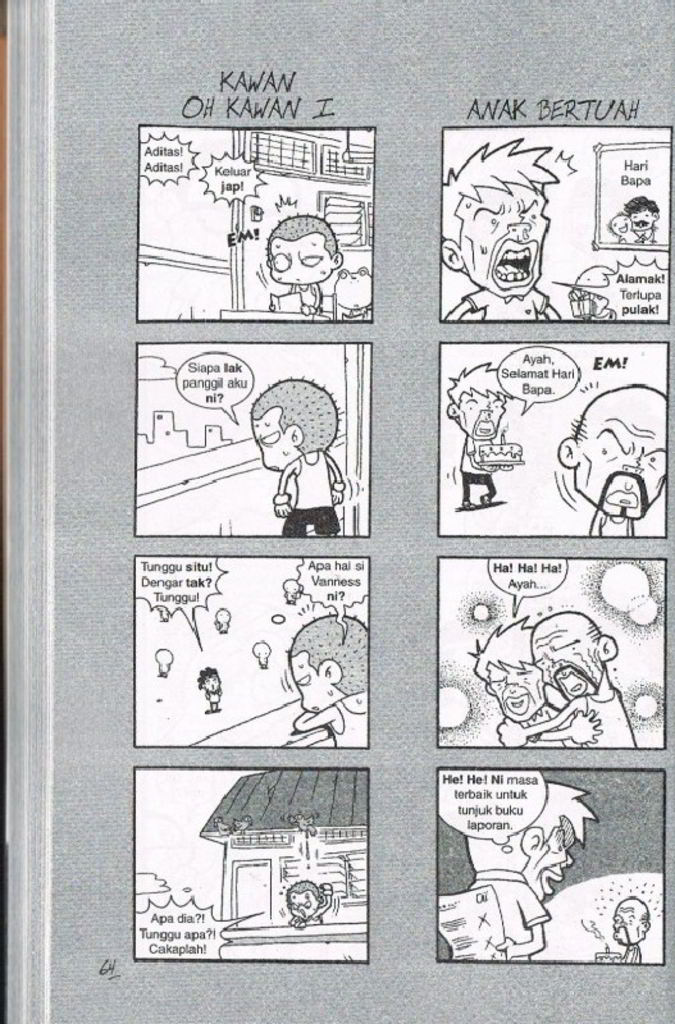 KAWAN
OH KAWAN I
Aditas!
Aditas!
Keluar
jap!
EM!
Siapa lak
panggil aku
ni?
Tunggu situ!
Dengar tak?
Tunggu!
Apa hal si
Vanness
ni?
Apa dia?!
Tunggu apa?!
Cakaplah!
ANAK BERTUAH
Hari
Bapa
Alamak!
Terlupa
pulak!
Ayah,
Selamat Hari
Bapa.
EM!
Ha! Ha! Ha!
Ayah...
He! He! Ni masa
terbaik untuk
tunjuk buku
laporan.
64